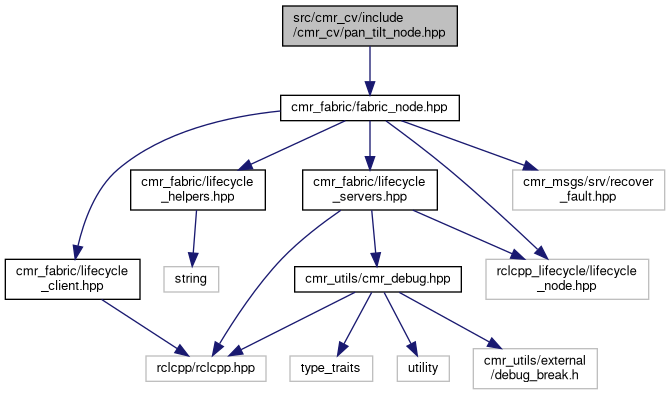 src/cmr_cv/include
/cmr_cv/pan_tilt_node.hpp
cmr_fabric/fabric_node.hpp
cmr_fabric/lifecycle
_helpers.hpp
cmr_fabric/lifecycle
_servers.hpp
cmr_msgs/srv/recover
_fault.hpp
cmr_fabric/lifecycle
_client.hpp
string
cmr_utils/cmr_debug.hpp
rclcpp_lifecycle/lifecycle
_node.hpp
rclcpp/rclcpp.hpp
type_traits
utility
cmr_utils/external
/debug_break.h